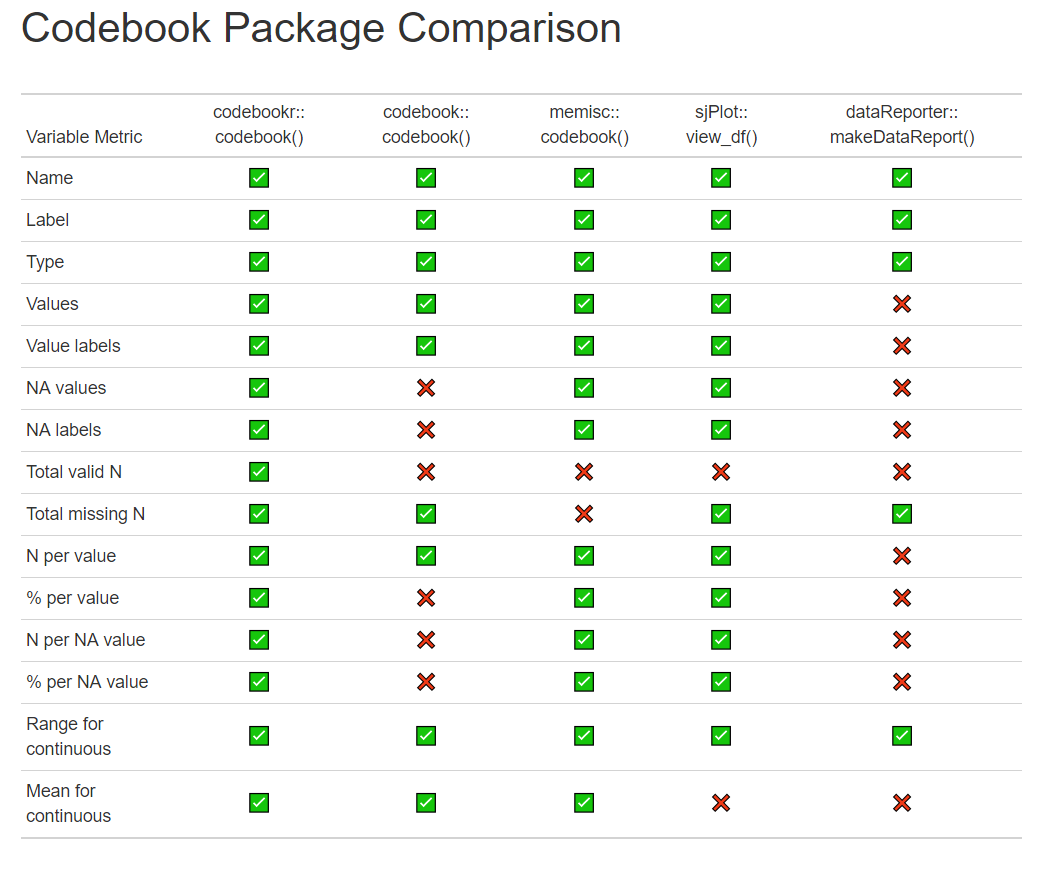 Codebook Package Comparison
codebookr:: codebook:: memisc:: sjPlot:: dataReporter::
Variable Metric codebook() codebook() codebook() view_df() makeDataReport()
Name
Label
Type
Values
Value labels
NA values
NA labels
Total valid N
Total missing N
N per value
% per value
N per NA value
% per NA value
Range for
continuous
Mean for
continuous